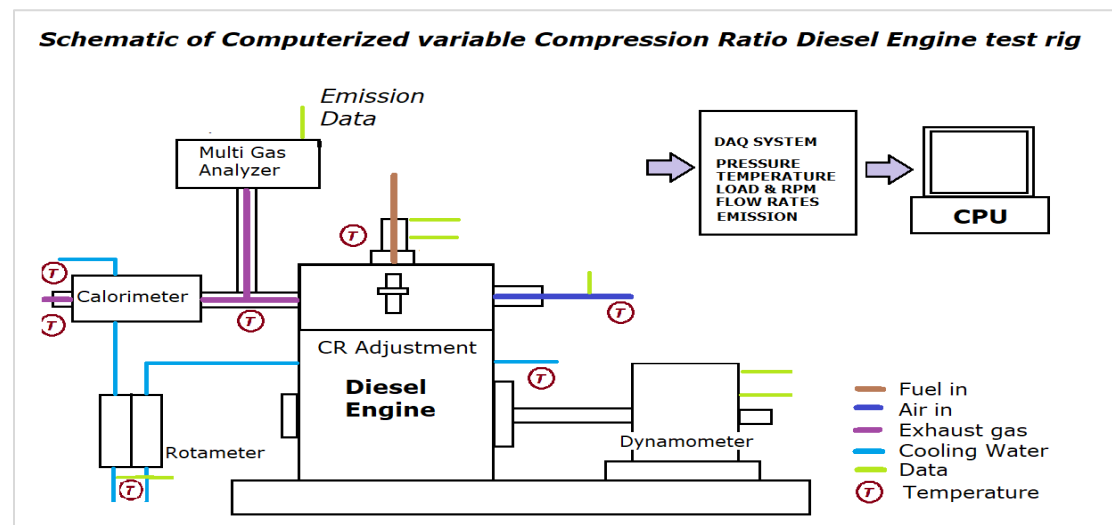 Schematic of Computerized variable Compression Ratio Diesel Engine test rig
Emission
Data
Multi Gas
Analyzer
DAQ SYSTEM
PRESSURE
TEMPERATURE
LOAD & RPM
FLOW RATES
EMISSION
CPU
T
T
Calorimeter
T
T
T
CR Adjustment
Diesel
Engine
T
Rotameter
T
Dynamometer
Fuel in
Air in
Exhaust gas
Cooling Water
Data
T Temperature